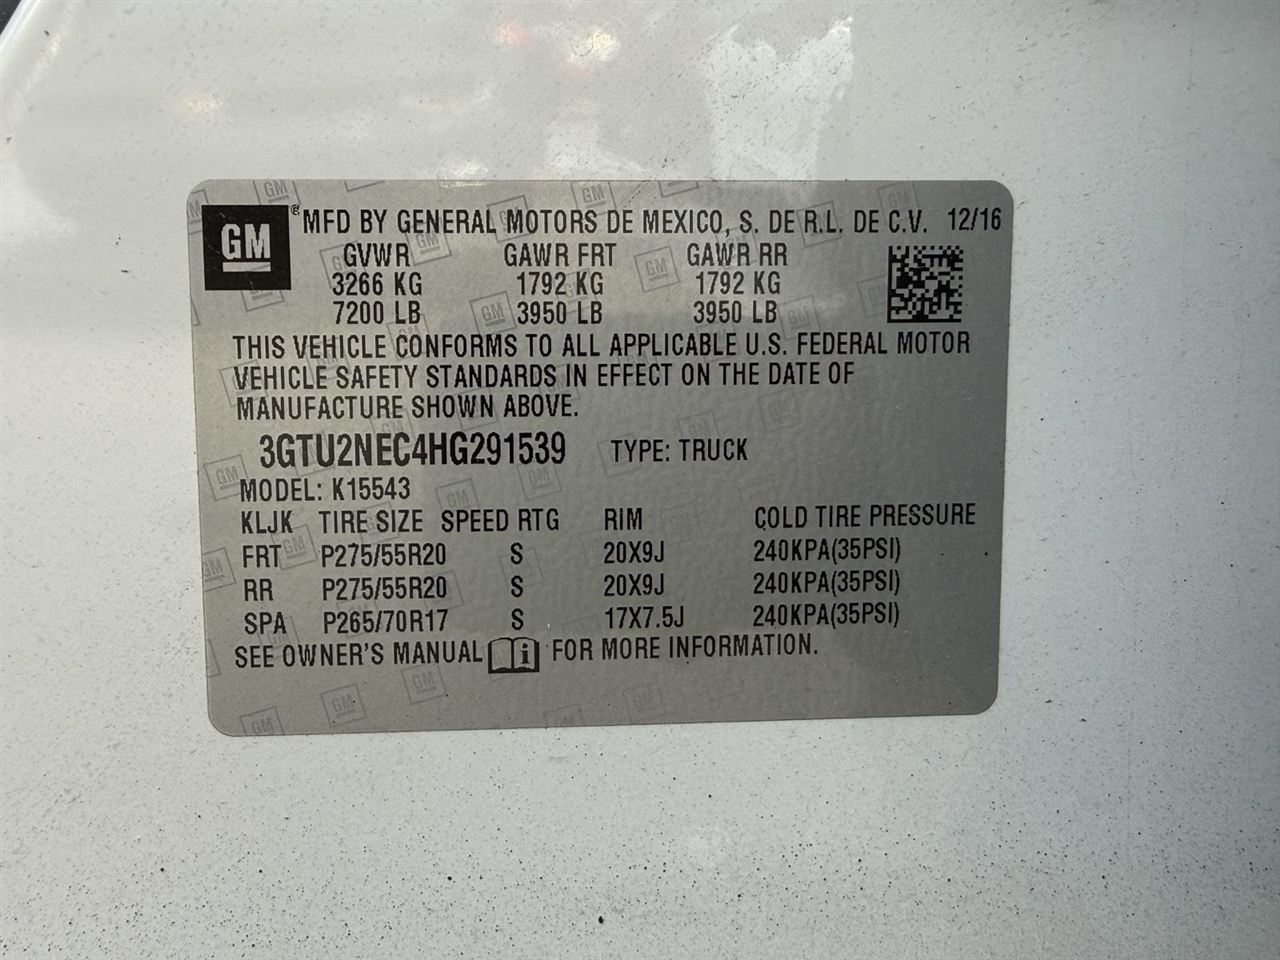 GM ® MFD BY GENERAL MOTORS DE MEXICO, S. DE R.L. DE C.V. 12/16
GVWR GAWR FRT GAWR RR
3266 KG 1792 KG 1792 KG
7200 LB 3950 LB 3950 LB
THIS VEHICLE CONFORMS TO ALL APPLICABLE U.S. FEDERAL MOTOR
VEHICLE SAFETY STANDARDS IN EFFECT ON THE DATE OF
MANUFACTURE SHOWN ABOVE.
3GTU2NEC4HG291539 TYPE: TRUCK
MODEL: K15543
KLJK TIRE SIZE SPEED RTG RIM COLD TIRE PRESSURE
FRT P275/55R20 S 20X9J 240KPA(35PSI)
RR P275/55R20 S 20X9J 240KPA(35PSI)
SPA P265/70R17 S 17X7.5J 240KPA(35PSI)
SEE OWNER'S MANUAL i FOR MORE INFORMATION.